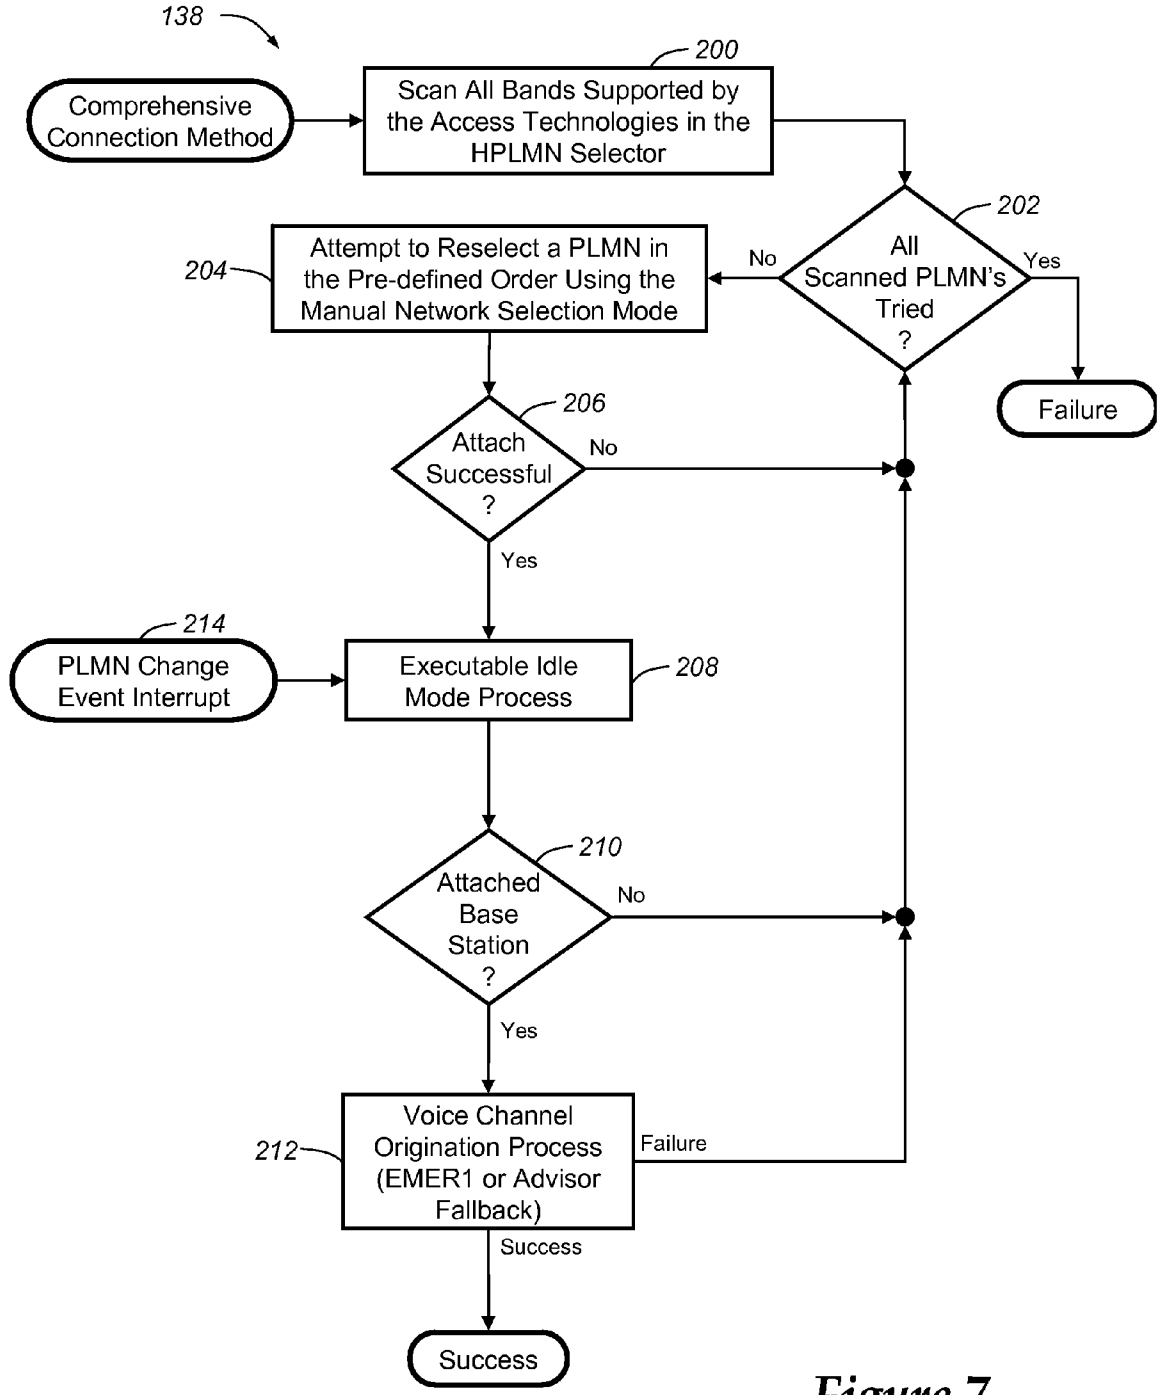 138
Comprehensive
Connection Method
200
Scan All Bands Supported by
the Access Technologies in the
HPLMN Selector
202
All
Scanned PLMN's
Tried
?
No
Yes
204
Attempt to Reselect a PLMN in
the Pre-defined Order Using the
Manual Network Selection Mode
Failure
206
Attach
Successful
?
No
Yes
214
PLMN Change
Event Interrupt
Executable Idle
Mode Process
208
210
Attached
Base
Station
?
No
Yes
212
Voice Channel
Origination Process
(EMER1 or Advisor
Fallback)
Failure
Success
Success
Figure 7